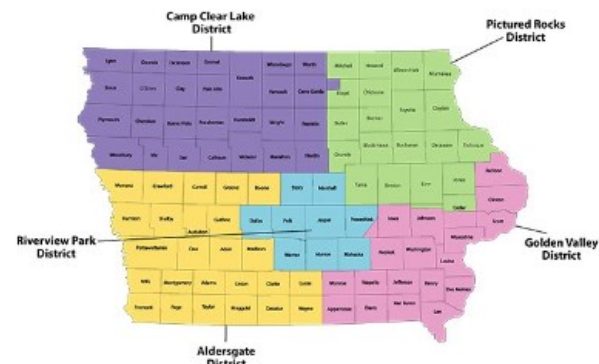 Camp Clear Lake
District
Pictured Rocks
District
Lyon Osceola Dickinson Emmet Winnebago Worth Mitchell Howard Winneshiek Allamakee
Kossuth
Sioux O'Brien Clay Palo Alto Hancock Cerro Gordo Floyd Chickasaw
Fayette Clayton
Plymouth Cherokee Buena Vista Pocahontas Humboldt Wright Franklin Butler Bremer
Woodbury Ida Sac Calhoun Webster Hamilton Hardin Grundy Black Hawk Buchanan Delaware Dubuque
Monona Crawford Carroll Greene Boone Story Marshall Tama Benton Linn Jones Jackson
Clinton
Cedar
Harrison Shelby Audubon Guthrie Dallas Polk Jasper Poweshiek Iowa Johnson Scott
Muscatine
Riverview Park
District
Golden Valley
District
Pottawattamie Cass Adair Madison Warren Marion Mahaska Keokuk Washington Louisa
Mills Montgomery Adams Union Clarke Lucas Monroe Wapello Jefferson Henry Des Moines
Fremont Page Taylor Ringgold Decatur Wayne Appanoose Davis Van Buren Lee
Aldersgate
District